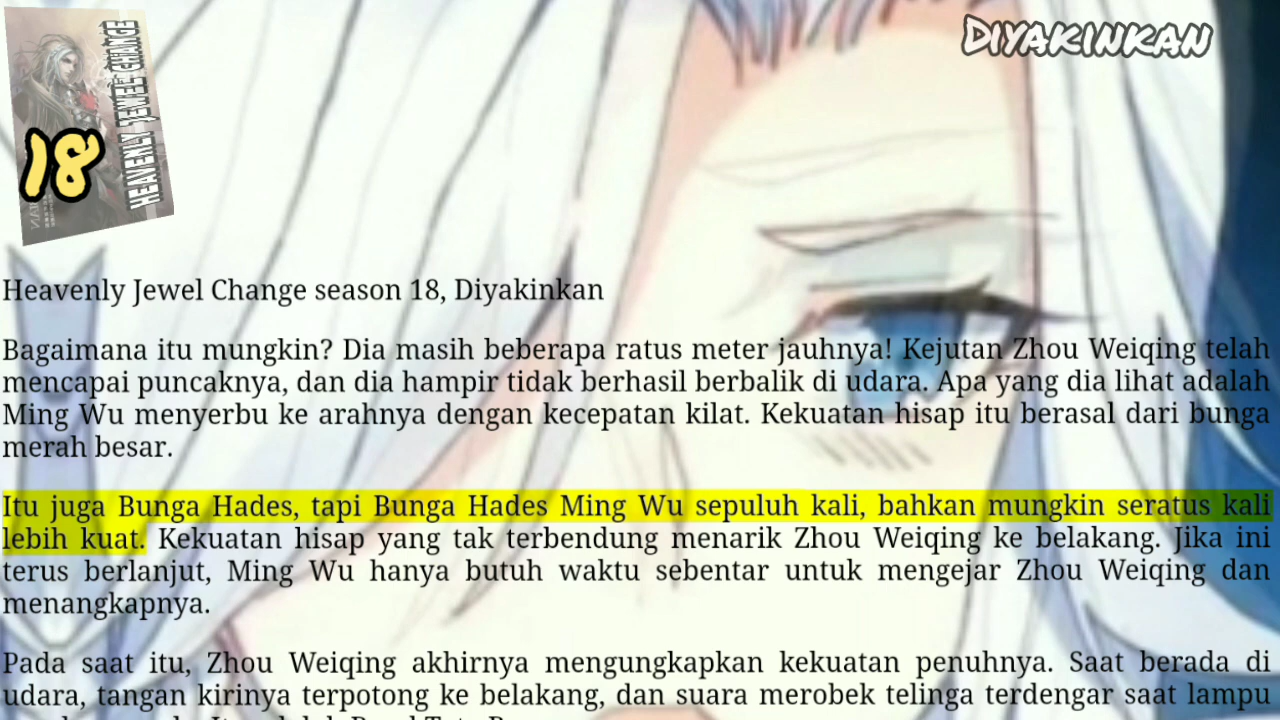 Diyakinkan
HEAVENLY JEWEL CHANGE
18
Heavenly Jewel Change season 18, Diyakinkan
Bagaimana itu mungkin? Dia masih beberapa ratus meter jauhnya! Kejutan Zhou Weiqing telah
mencapai puncaknya, dan dia hampir tidak berhasil berbalik di udara. Apa yang dia lihat adalah
Ming Wu menyerbu ke arahnya dengan kecepatan kilat. Kekuatan hisap itu berasal dari bunga
merah besar.
Itu juga Bunga Hades, tapi Bunga Hades Ming Wu sepuluh kali, bahkan mungkin seratus kali
lebih kuat. Kekuatan hisap yang tak terbendung menarik Zhou Weiqing ke belakang. Jika ini
terus berlanjut, Ming Wu hanya butuh waktu sebentar untuk mengejar Zhou Weiqing dan
menangkapnya.
Pada saat itu, Zhou Weiqing akhirnya mengungkapkan kekuatan penuhnya. Saat berada di
udara, tangan kirinya terpotong ke belakang, dan suara merobek telinga terdengar saat lampu